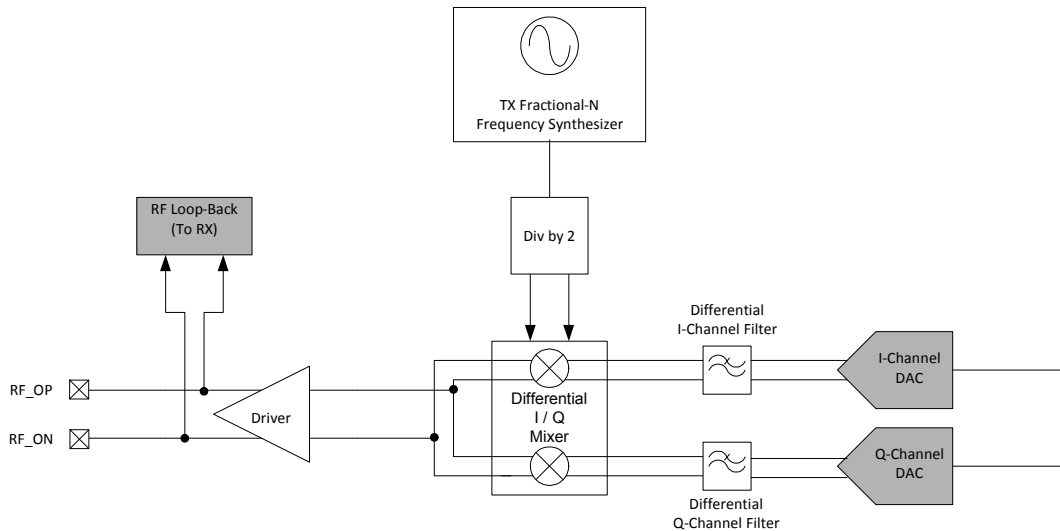 TX Fractional-N
Frequency Synthesizer
RF Loop-Back
(To RX)
Div by 2
Differential
I-Channel Filter
I-Channel
DAC
RF_OP
Driver
Differential
I / Q
Mixer
RF_ON
Q-Channel
DAC
Differential
Q-Channel Filter